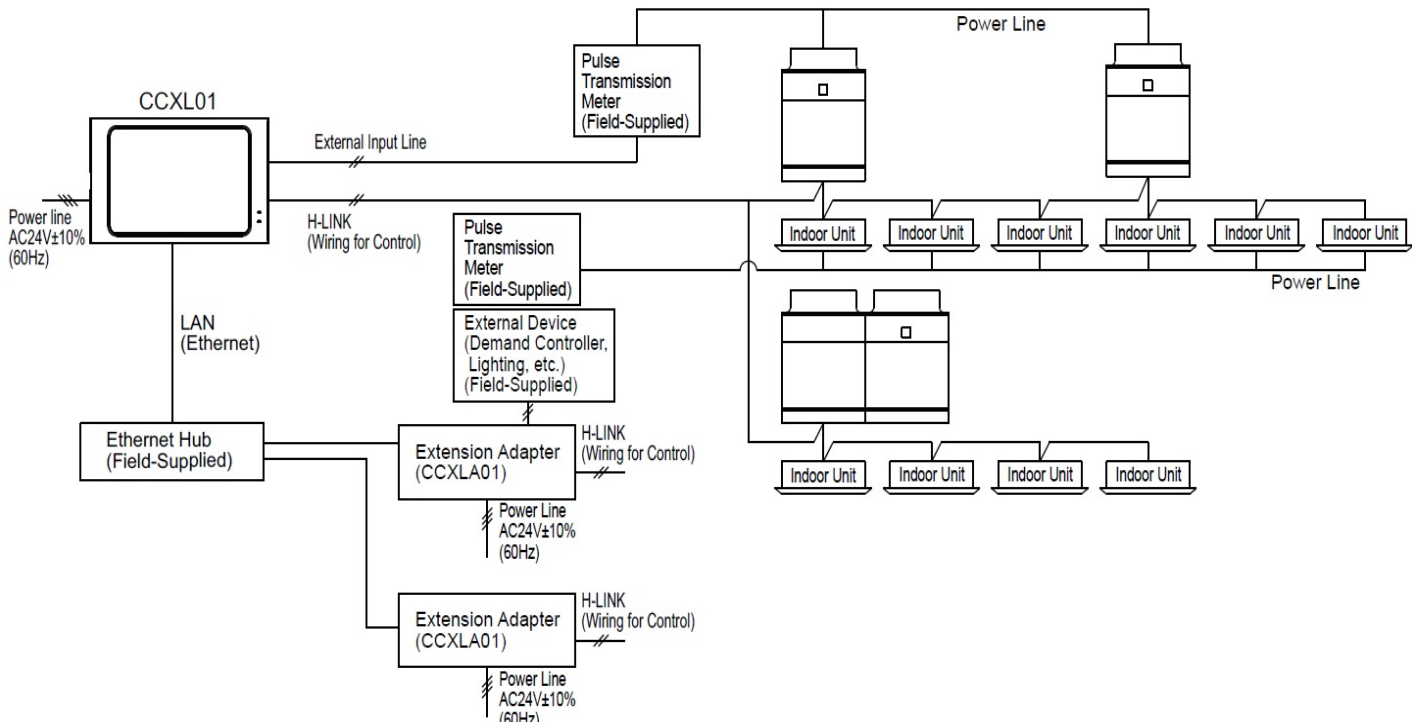 Power Line
Pulse
Transmission
Meter
(Field-Supplied)
CCXL01
External Input Line
Power line
AC24V±10%
(60Hz)
H-LINK
(Wiring for Control)
Pulse
Transmission
Meter
(Field-Supplied)
Indoor Unit
Indoor Unit
Indoor Unit
Indoor Unit
Indoor Unit
Indoor Unit
Power Line
LAN
(Ethernet)
External Device
(Demand Controller,
Lighting, etc.)
(Field-Supplied)
Ethernet Hub
(Field-Supplied)
Extension Adapter
(CCXLA01)
H-LINK
(Wiring for Control)
Indoor Unit
Indoor Unit
Indoor Unit
Indoor Unit
Power Line
AC24V±10%
(60Hz)
Extension Adapter
(CCXLA01)
H-LINK
(Wiring for Control)
Power Line
AC24V±10%
(60Hz)